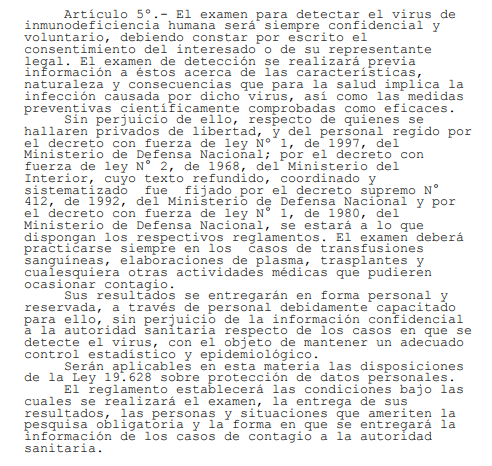 Artículo 5°.- El examen para detectar el virus de
inmunodeficiencia humana será siempre confidencial y
voluntario, debiendo constar por escrito el
consentimiento del interesado o de su representante
legal. El examen de detección se realizará previa
información a éstos acerca de las características,
naturaleza y consecuencias que para la salud implica la
infección causada por dicho virus, así como las medidas
preventivas científicamente comprobadas como eficaces.
Sin perjuicio de ello, respecto de quienes se
hallaren privados de libertad, y del personal regido por
el decreto con fuerza de ley N° 1, de 1997, del
Ministerio de Defensa Nacional; por el decreto con
fuerza de ley N° 2, de 1968, del Ministerio del
Interior, cuyo texto refundido, coordinado y
sistematizado fue fijado por el decreto supremo N°
412, de 1992, del Ministerio de Defensa Nacional y por
el decreto con fuerza de ley N° 1, de 1980, del
Ministerio de Defensa Nacional, se estará a lo que
dispongan los respectivos reglamentos. El examen deberá
practicarse siempre en los casos de transfusiones
sanguíneas, elaboraciones de plasma, trasplantes y
cualesquiera otras actividades médicas que pudieren
ocasionar contagio.
Sus resultados se entregarán en forma personal y
reservada, a través de personal debidamente capacitado
para ello, sin perjuicio de la información confidencial
a la autoridad sanitaria respecto de los casos en que se
detecte el virus, con el objeto de mantener un adecuado
control estadístico y epidemiológico.
Serán aplicables en esta materia las disposiciones
de la Ley 19.628 sobre protección de datos personales.
El reglamento establecerá las condiciones bajo las
cuales se realizará el examen, la entrega de sus
resultados, las personas y situaciones que ameriten la
pesquisa obligatoria y la forma en que se entregará la
información de los casos de contagio a la autoridad
sanitaria.